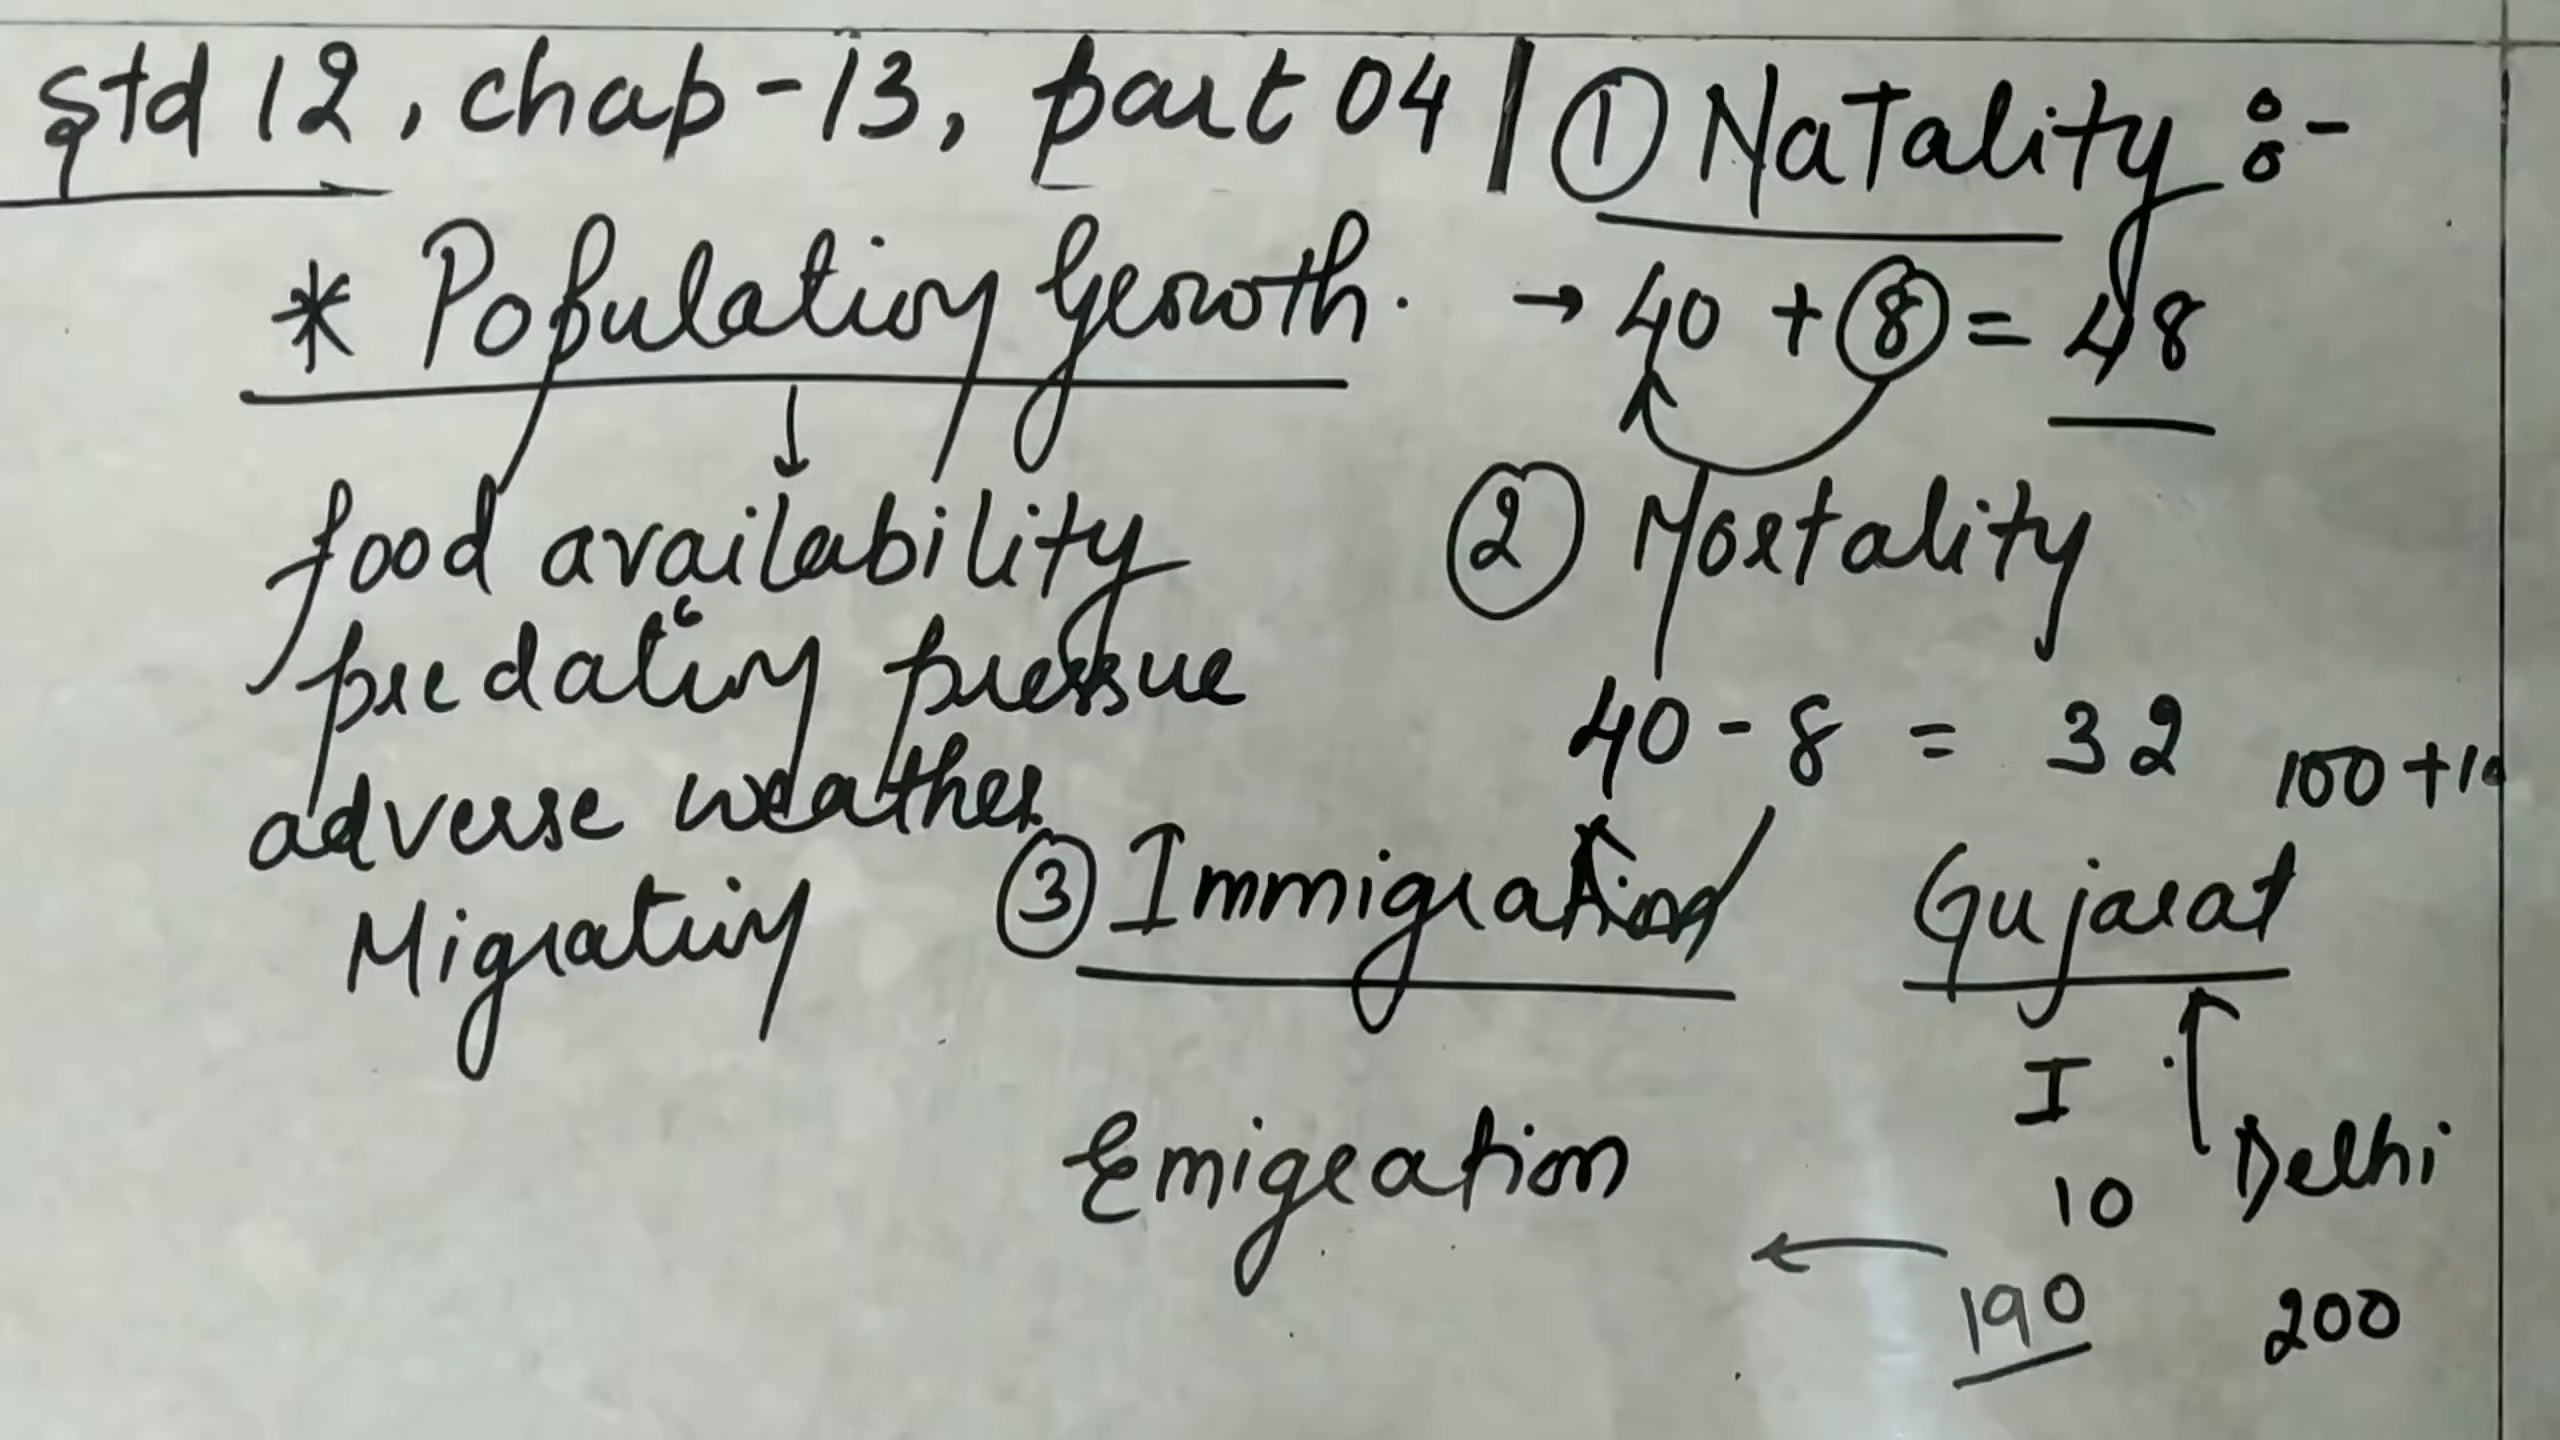 Std 12, chap-13, part 04
* Population Growth.
food availability
predation pressure
adverse weather
Migration
① Natality :-
→ 40 + 8 = 48
② Mortality
40 - 8 = 32
③ Immigration
Emigration
100 + 10
Gujarat
I
10
Delhi
190
200